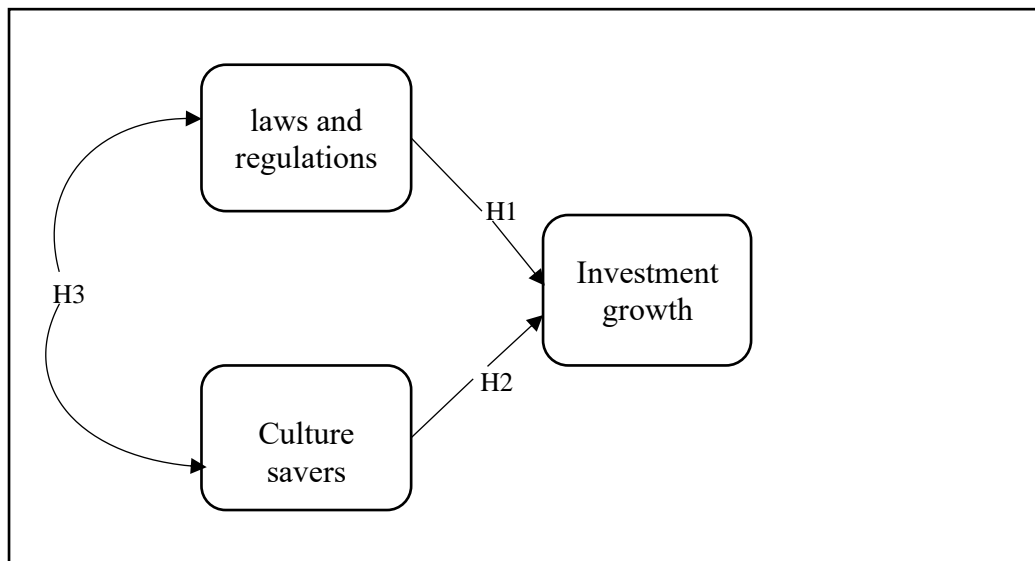 laws and
regulations
H1
Investment
growth
H3
H2
Culture
savers